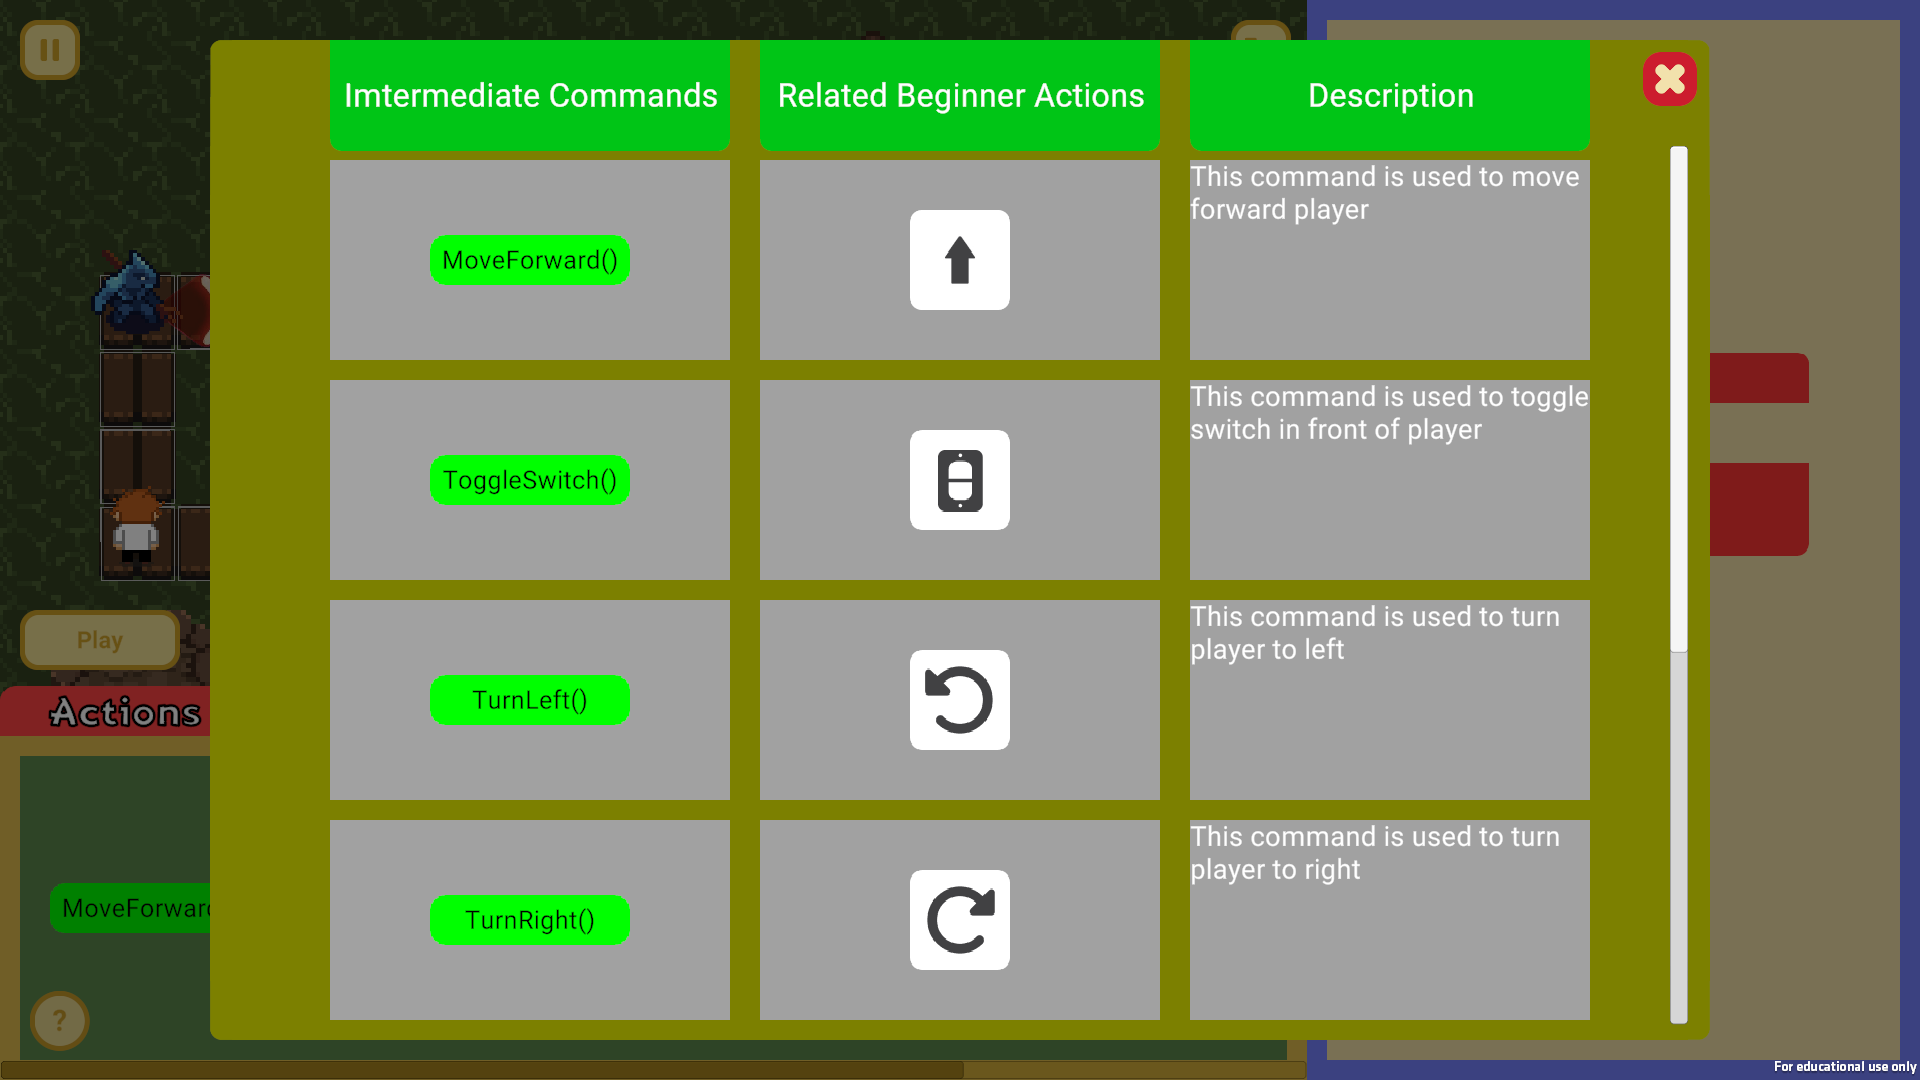 Imtermediate Commands
Related Beginner Actions
Description
MoveForward()
This command is used to move
forward player
ToggleSwitch()
This command is used to toggle
switch in front of player
TurnLeft()
This command is used to turn
player to left
TurnRight()
This command is used to turn
player to right
Play
Actions
MoveForward
?
For educational use only